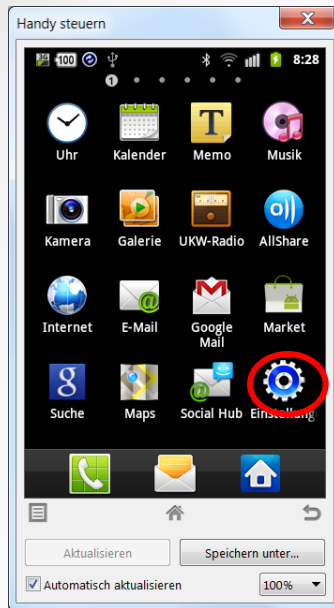 Handy steuern
100 8:28
1
Uhr Kalender Memo Musik
Kamera Galerie UKW-Radio AllShare
Internet E-Mail Google Mail Market
Suche Maps Social Hub Einstellung
Aktualisieren Speichern unter...
Automatisch aktualisieren 100%